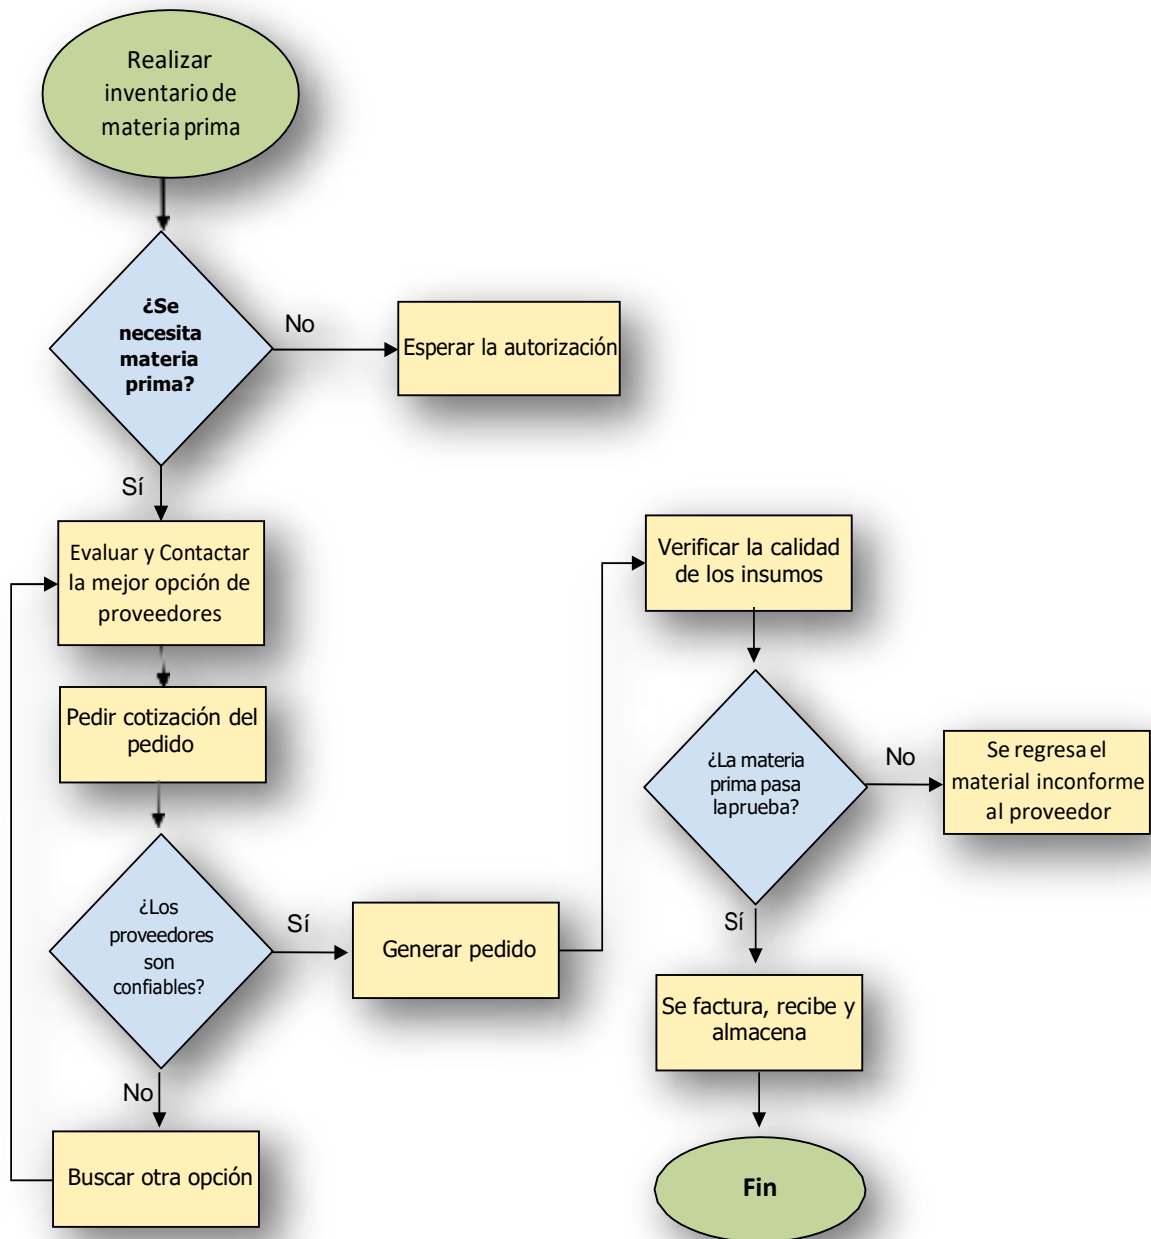 Realizar
inventario de
materia prima
¿Se
necesita
materia
prima?
No
Esperar la autorización
Sí
Evaluar y Contactar
la mejor opción de
proveedores
Pedir cotización del
pedido
¿Los
proveedores
son
confiables?
Sí
Generar pedido
No
Buscar otra opción
Verificar la calidad
de los insumos
¿La materia
prima pasa
laprueba?
No
Se regresa el
material inconforme
al proveedor
Sí
Se factura, recibe y
almacena
Fin